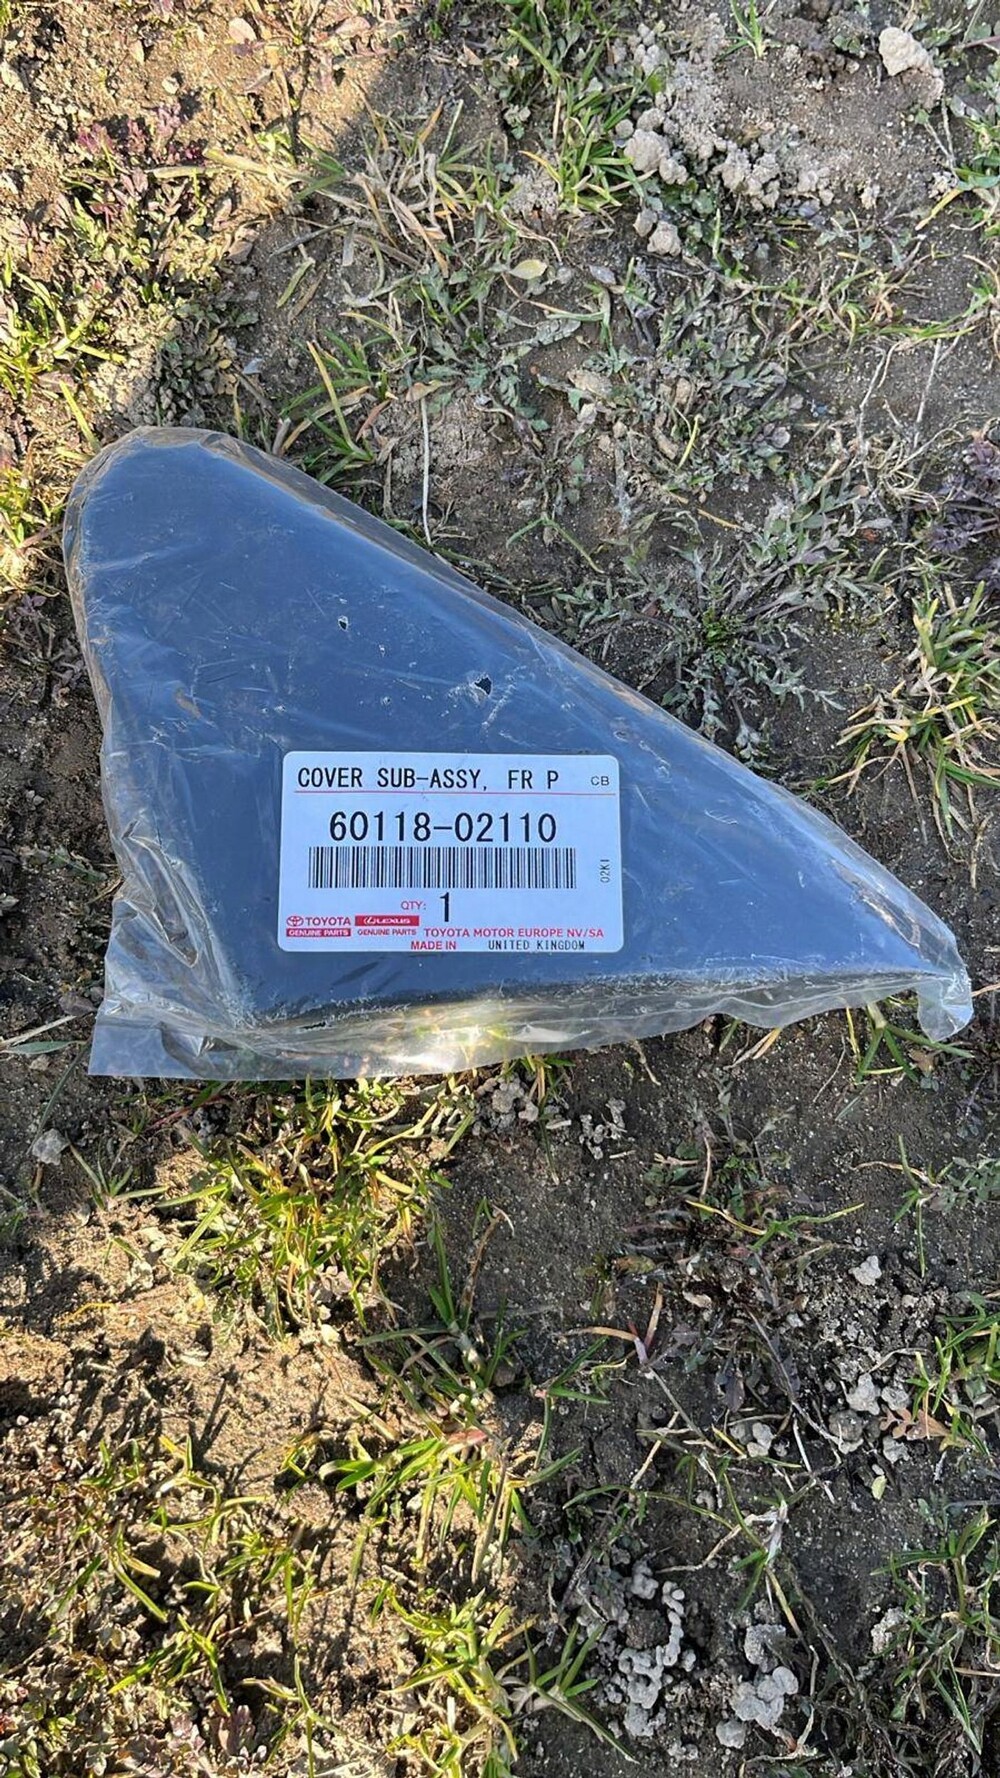 COVER SUB-ASSY, FR P CB
60118-02110
02K1
QTY: 1
TOYOTA LEXUS
GENUINE PARTS GENUINE PARTS TOYOTA MOTOR EUROPE NV/SA
MADE IN UNITED KINGDOM